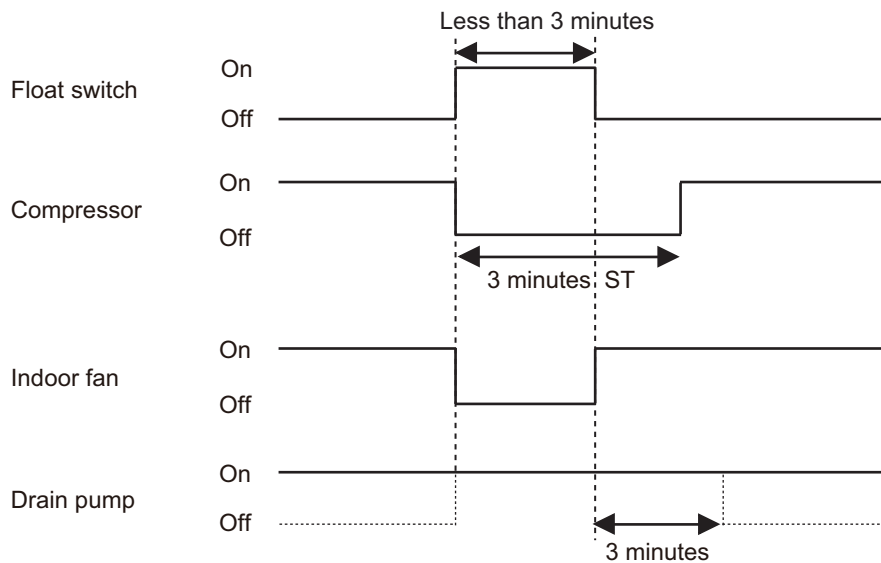 Less than 3 minutes
On
Float switch
Off
On
Compressor
Off
3 minutes ST
On
Indoor fan
Off
On
Drain pump
Off
3 minutes